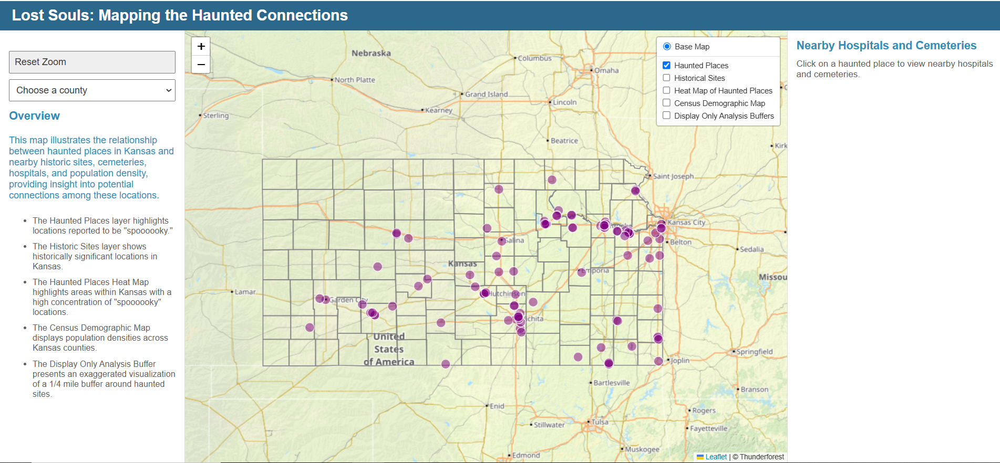 Lost Souls: Mapping the Haunted Connections
Reset Zoom
Choose a county
Overview
This map illustrates the relationship
between haunted places in Kansas and
nearby historic sites, cemeteries,
hospitals, and population density,
providing insight into potential
connections among these locations.
The Haunted Places layer highlights
locations reported to be "spoooooky."
The Historic Sites layer shows
historically significant locations in
Kansas.
The Haunted Places Heat Map
highlights areas within Kansas with a
high concentration of "spoooooky"
locations.
The Census Demographic Map
displays population densities across
Kansas counties.
The Display Only Analysis Buffer
presents an exaggerated visualization
of a 1/4 mile buffer around haunted
sites.
+
−
Base Map
Haunted Places
Historical Sites
Heat Map of Haunted Places
Census Demographic Map
Display Only Analysis Buffers
Nebraska
Columbus
Omaha
North Platte
Grand Island
Lincoln
Kearney
Sterling
Beatrice
Kirk
Saint Joseph
Kansas City
Belton
Salina
Sedalia
Kansas
Emporia
Missou
Lamar
Hutchinson
Garden City
ichita
United
States
of America
Springfield
Joplin
Bartlesville
Branson
Enid
Rogers
Stillwater
Tulsa
Fayetteville
Muskogee
Edmond
Leaflet | © Thunderforest
Nearby Hospitals and Cemeteries
Click on a haunted place to view nearby hospitals
and cemeteries.